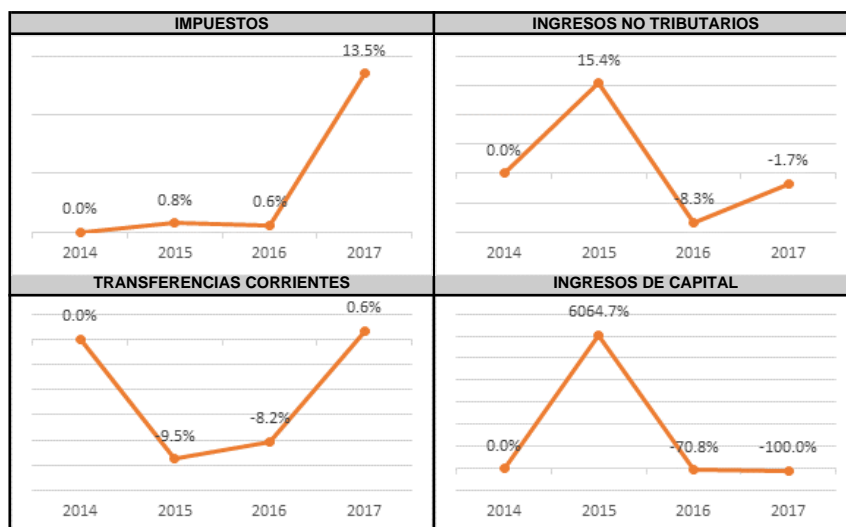 IMPUESTOS
13.5%
0.0%
0.8%
0.6%
2014 2015 2016 2017
INGRESOS NO TRIBUTARIOS
15.4%
0.0%
-8.3%
-1.7%
2014 2015 2016 2017
TRANSFERENCIAS CORRIENTES
0.0%
-9.5%
-8.2%
0.6%
2014 2015 2016 2017
INGRESOS DE CAPITAL
6064.7%
0.0%
-70.8%
-100.0%
2014 2015 2016 2017